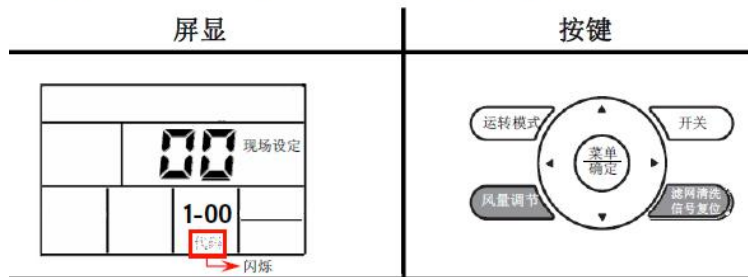 屏显
按键
00
现场设定
1-00
代码
闪烁
运转模式
开关
菜单
确定
风量调节
滤网清洗
信号复位